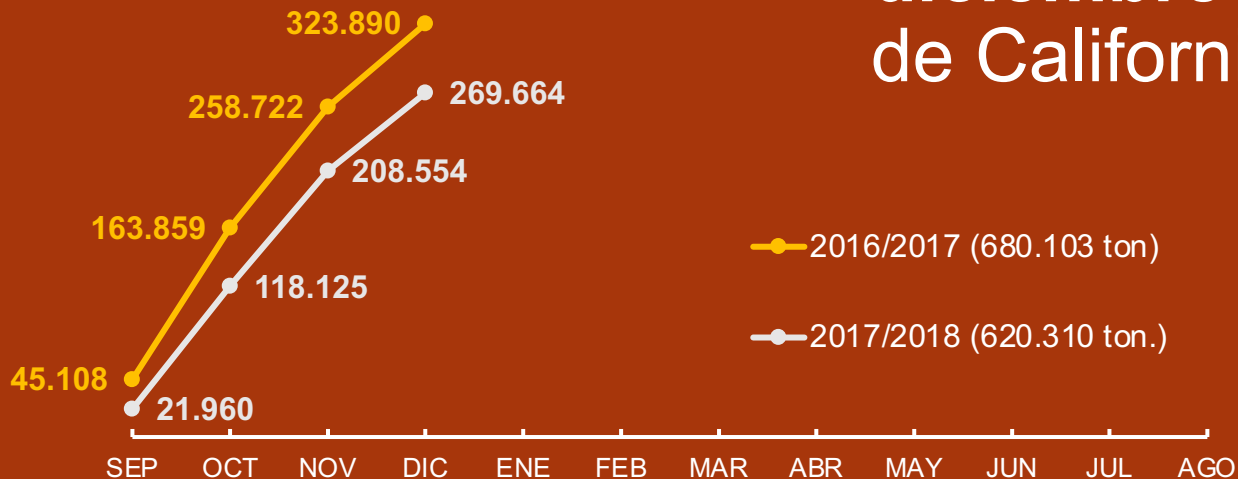 de Californ
323.890
269.664
258.722
208.554
163.859
118.125
45.108
21.960
2016/2017 (680.103 ton)
2017/2018 (620.310 ton.)
SEP OCT NOV DIC ENE FEB MAR ABR MAY JUN JUL AGO